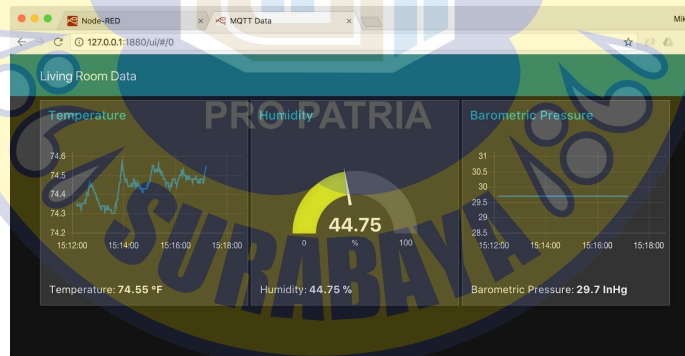 Node-RED
MQTT Data
127.0.0.1:1880/ui/#/0
Living Room Data
PRO PATRIA
Temperature
Humidity
Barometric Pressure
74.6
74.5
74.4
74.3
74.2
15:12:00 15:14:00 15:16:00 15:18:00
44.75
0 % 100
31
30.5
30
29.5
29
28.5
15:12:00 15:14:00 15:16:00 15:18:00
SURABAYA
Temperature: 74.55 °F
Humidity: 44.75 %
Barometric Pressure: 29.7 InHg